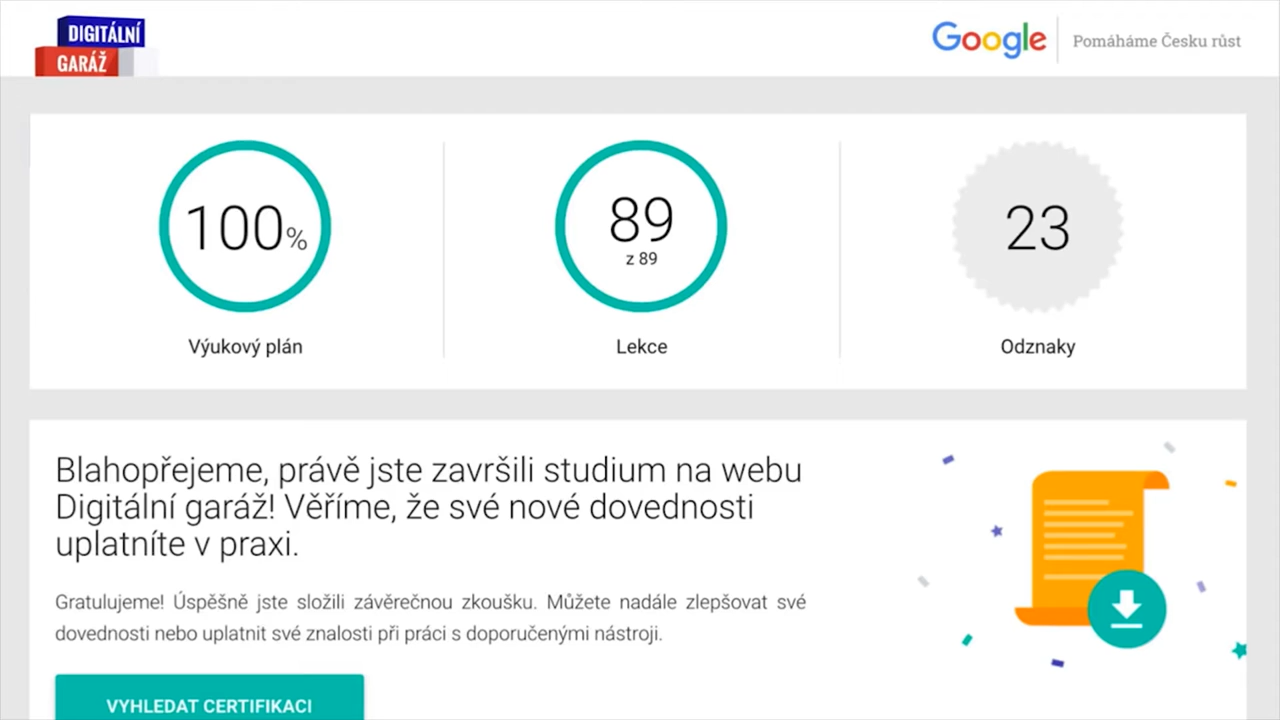 DIGITÁLNÍ
GARÁŽ
Google
Pomáháme Česku růst
100%
Výukový plán
89
z 89
Lekce
23
Odznaky
Blahopřejeme, právě jste završili studium na webu
Digitální garáž! Věříme, že své nové dovednosti
uplatníte v praxi.
Gratulujeme! Úspěšně jste složili závěrečnou zkoušku. Můžete nadále zlepšovat své
dovednosti nebo uplatnit své znalosti při práci s doporučenými nástroji.
VYHLEDAT CERTIFIKACI